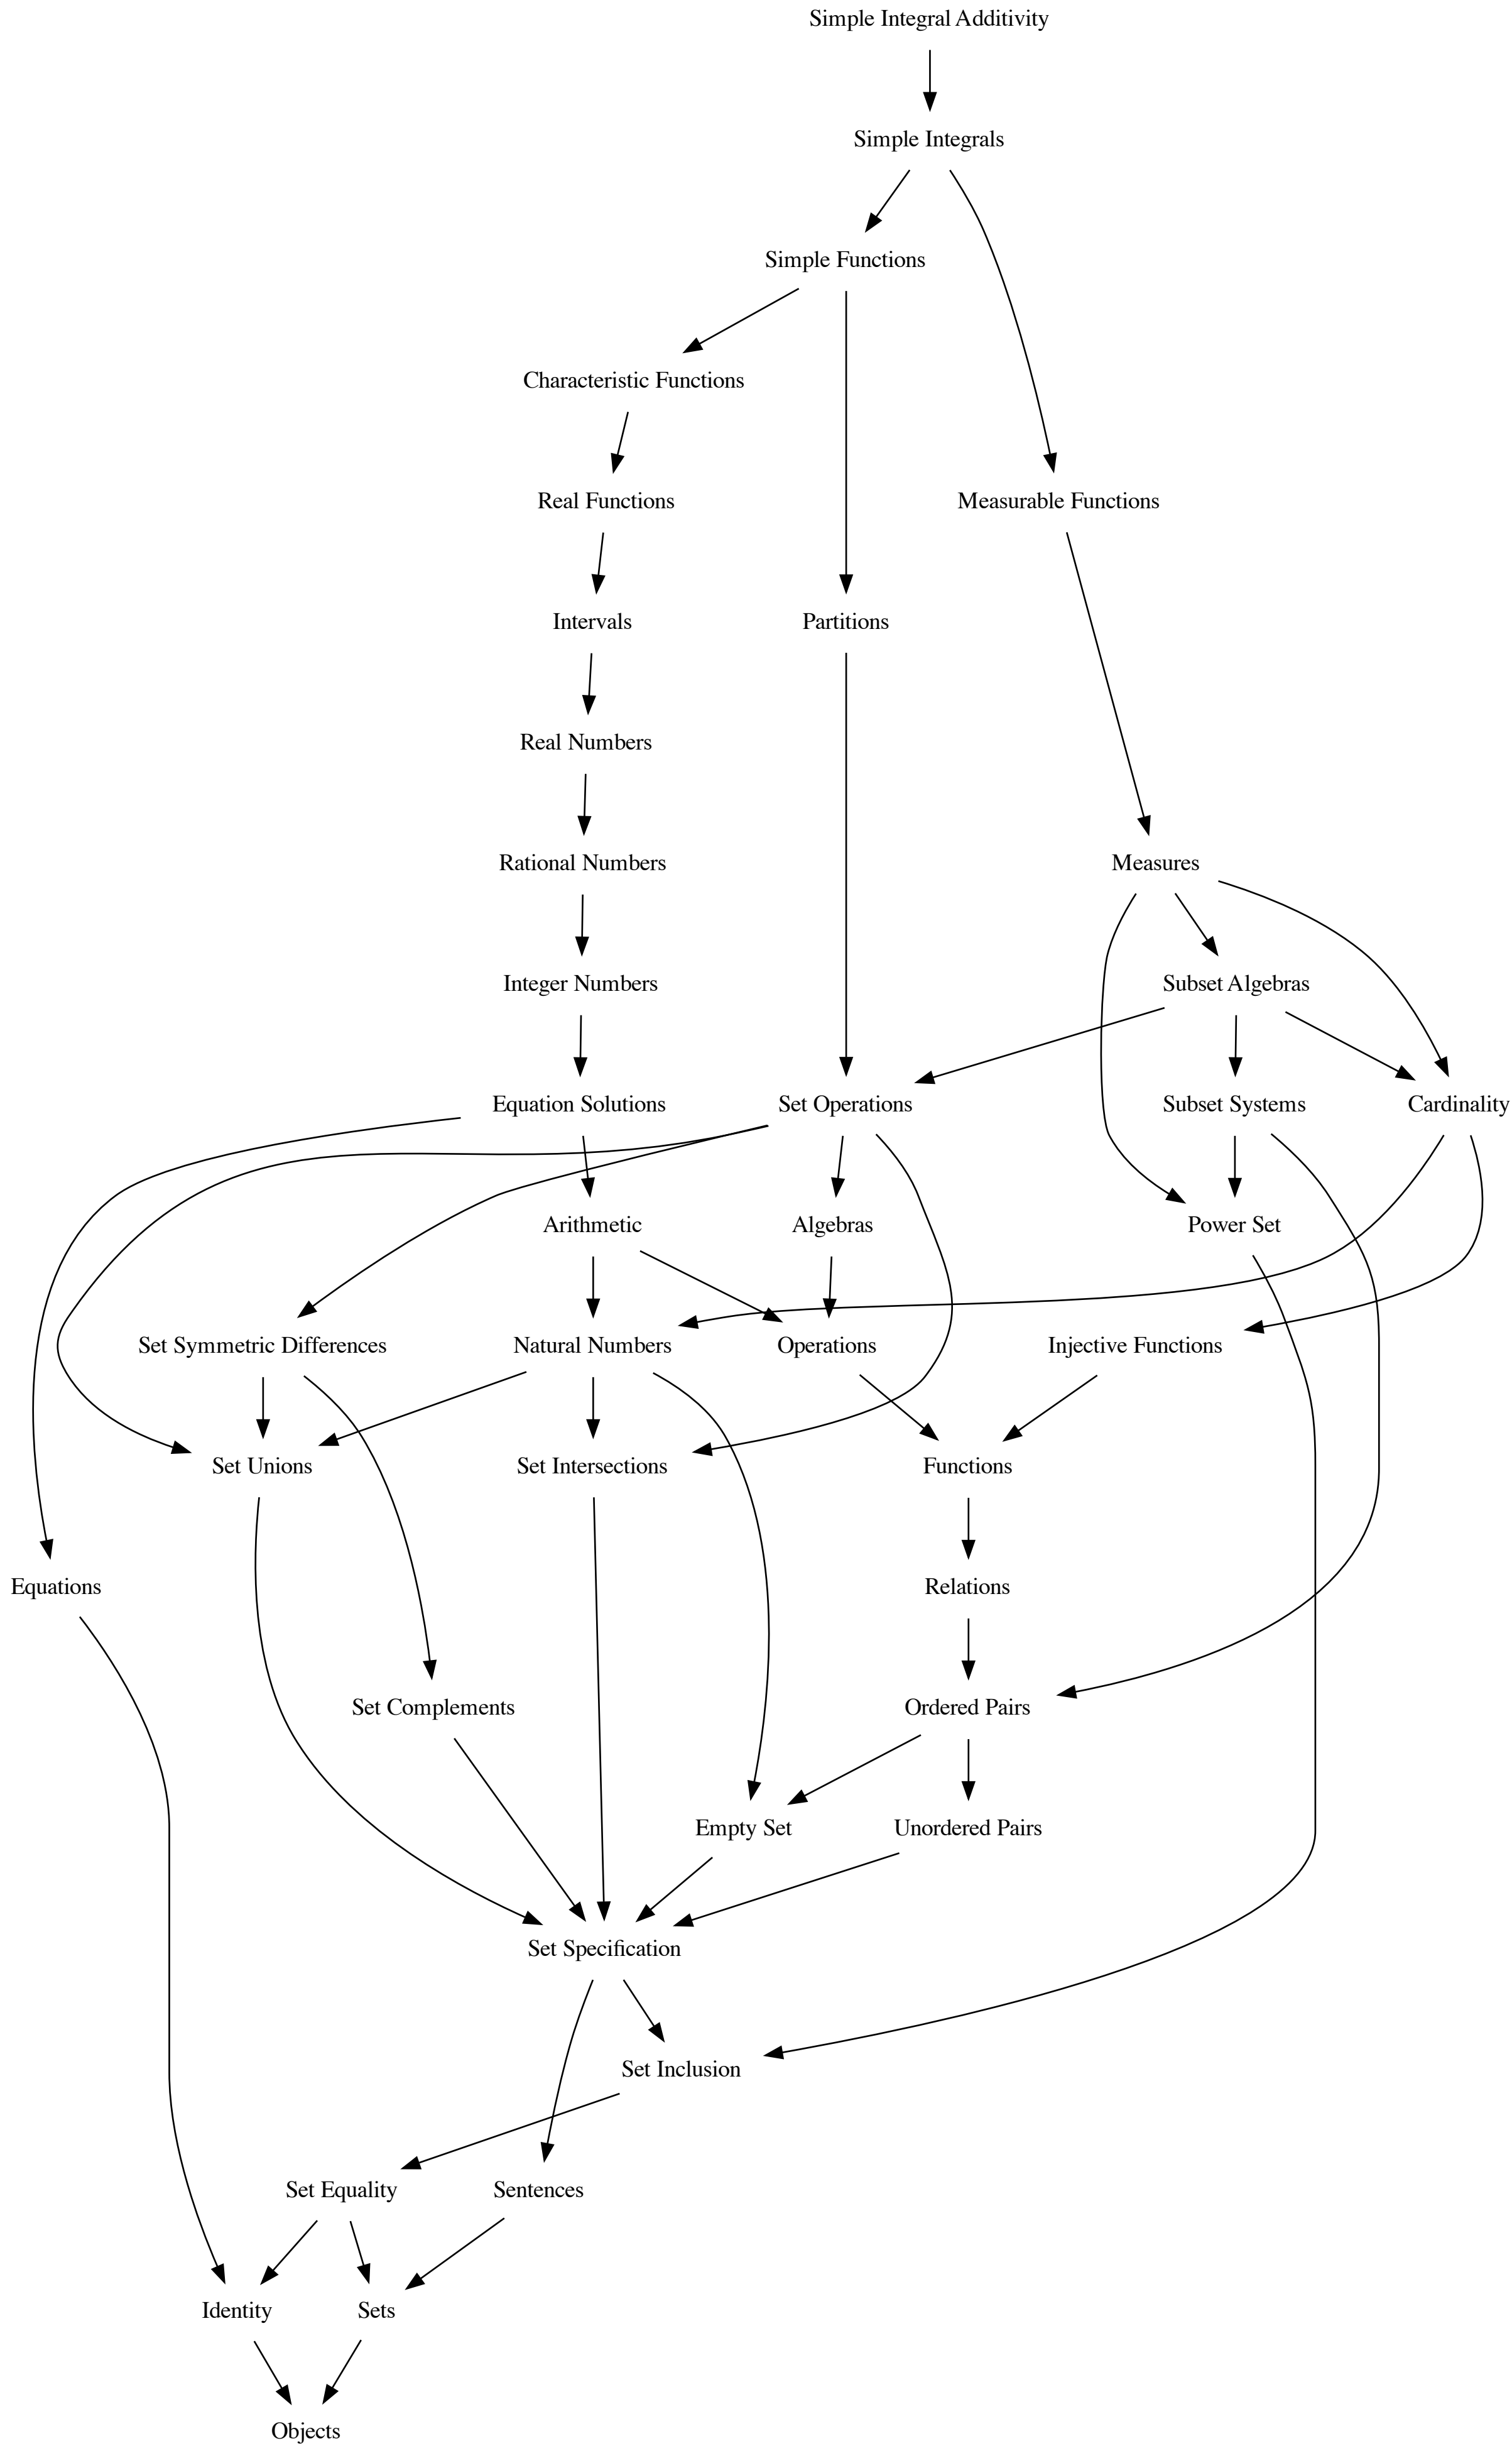 Simple Integral Additivity
Simple Integrals
Simple Functions
Characteristic Functions
Real Functions
Measurable Functions
Intervals
Partitions
Real Numbers
Rational Numbers
Measures
Integer Numbers
Subset Algebras
Equation Solutions
Set Operations
Subset Systems
Cardinality
Arithmetic
Algebras
Power Set
Set Symmetric Differences
Natural Numbers
Operations
Injective Functions
Set Unions
Set Intersections
Functions
Equations
Relations
Set Complements
Ordered Pairs
Empty Set
Unordered Pairs
Set Specification
Set Inclusion
Set Equality
Sentences
Identity
Sets
Objects